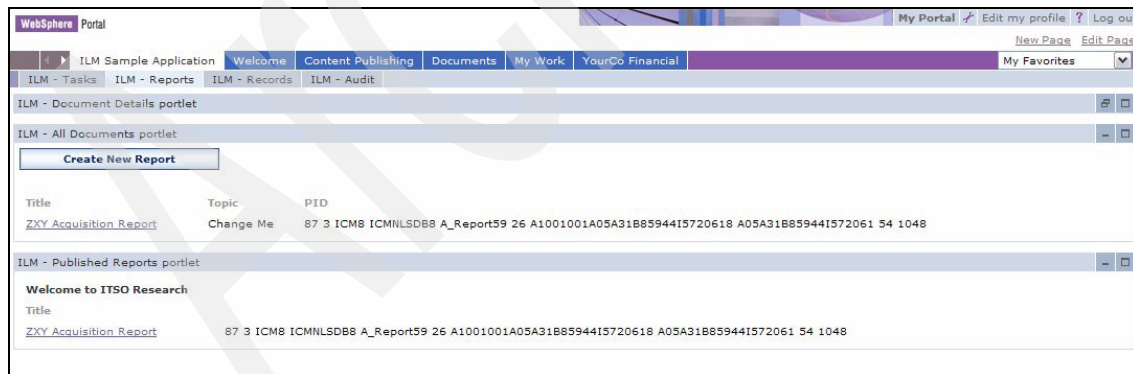 WebSphere Portal My Portal Edit my profile ? Log ou
New Page Edit Page
ILM Sample Application Welcome Content Publishing Documents My Work YourCo Financial My Favorites
ILM - Tasks ILM - Reports ILM - Records ILM - Audit
ILM - Document Details portlet
ILM - All Documents portlet
Create New Report
Title Topic PID
ZXY Acquisition Report Change Me 87 3 ICM8 ICMNLSDB8 A_Report59 26 A1001001A05A31B85944I5720618 A05A31B85944I572061 54 1048
ILM - Published Reports portlet
Welcome to ITSO Research
Title
ZXY Acquisition Report 87 3 ICM8 ICMNLSDB8 A_Report59 26 A1001001A05A31B85944I5720618 A05A31B85944I572061 54 1048